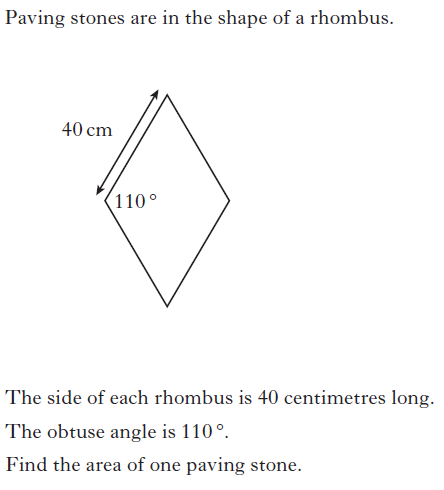 Paving stones are in the shape of a rhombus.
40 cm
110°
The side of each rhombus is 40 centimetres long.
The obtuse angle is 110°.
Find the area of one paving stone.